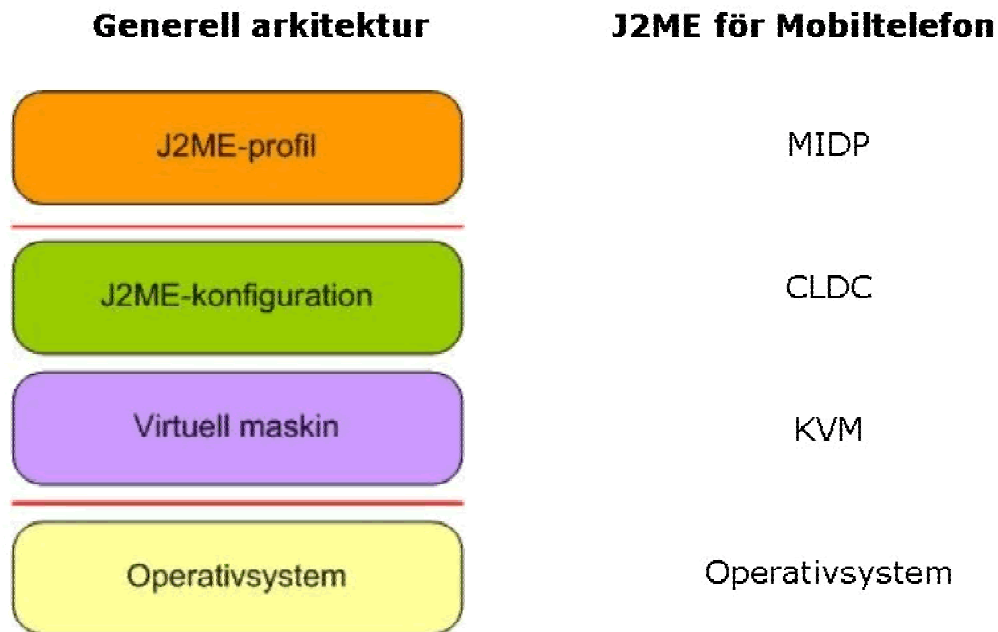 Generell arkitektur
J2ME för Mobiltelefon
J2ME-profil
MIDP
J2ME-konfiguration
CLDC
Virtuell maskin
KVM
Operativsystem
Operativsystem